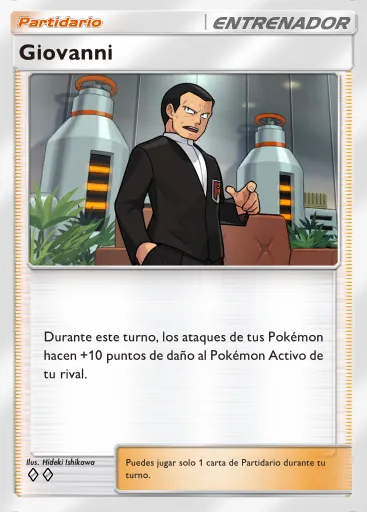 Partidario
ENTRENADOR
Giovanni
Durante este turno, los ataques de tus Pokémon
hacen +10 puntos de daño al Pokémon Activo de
tu rival.
Ilus. Hideki Ishikawa
Puedes jugar solo 1 carta de Partidario durante tu
turno.